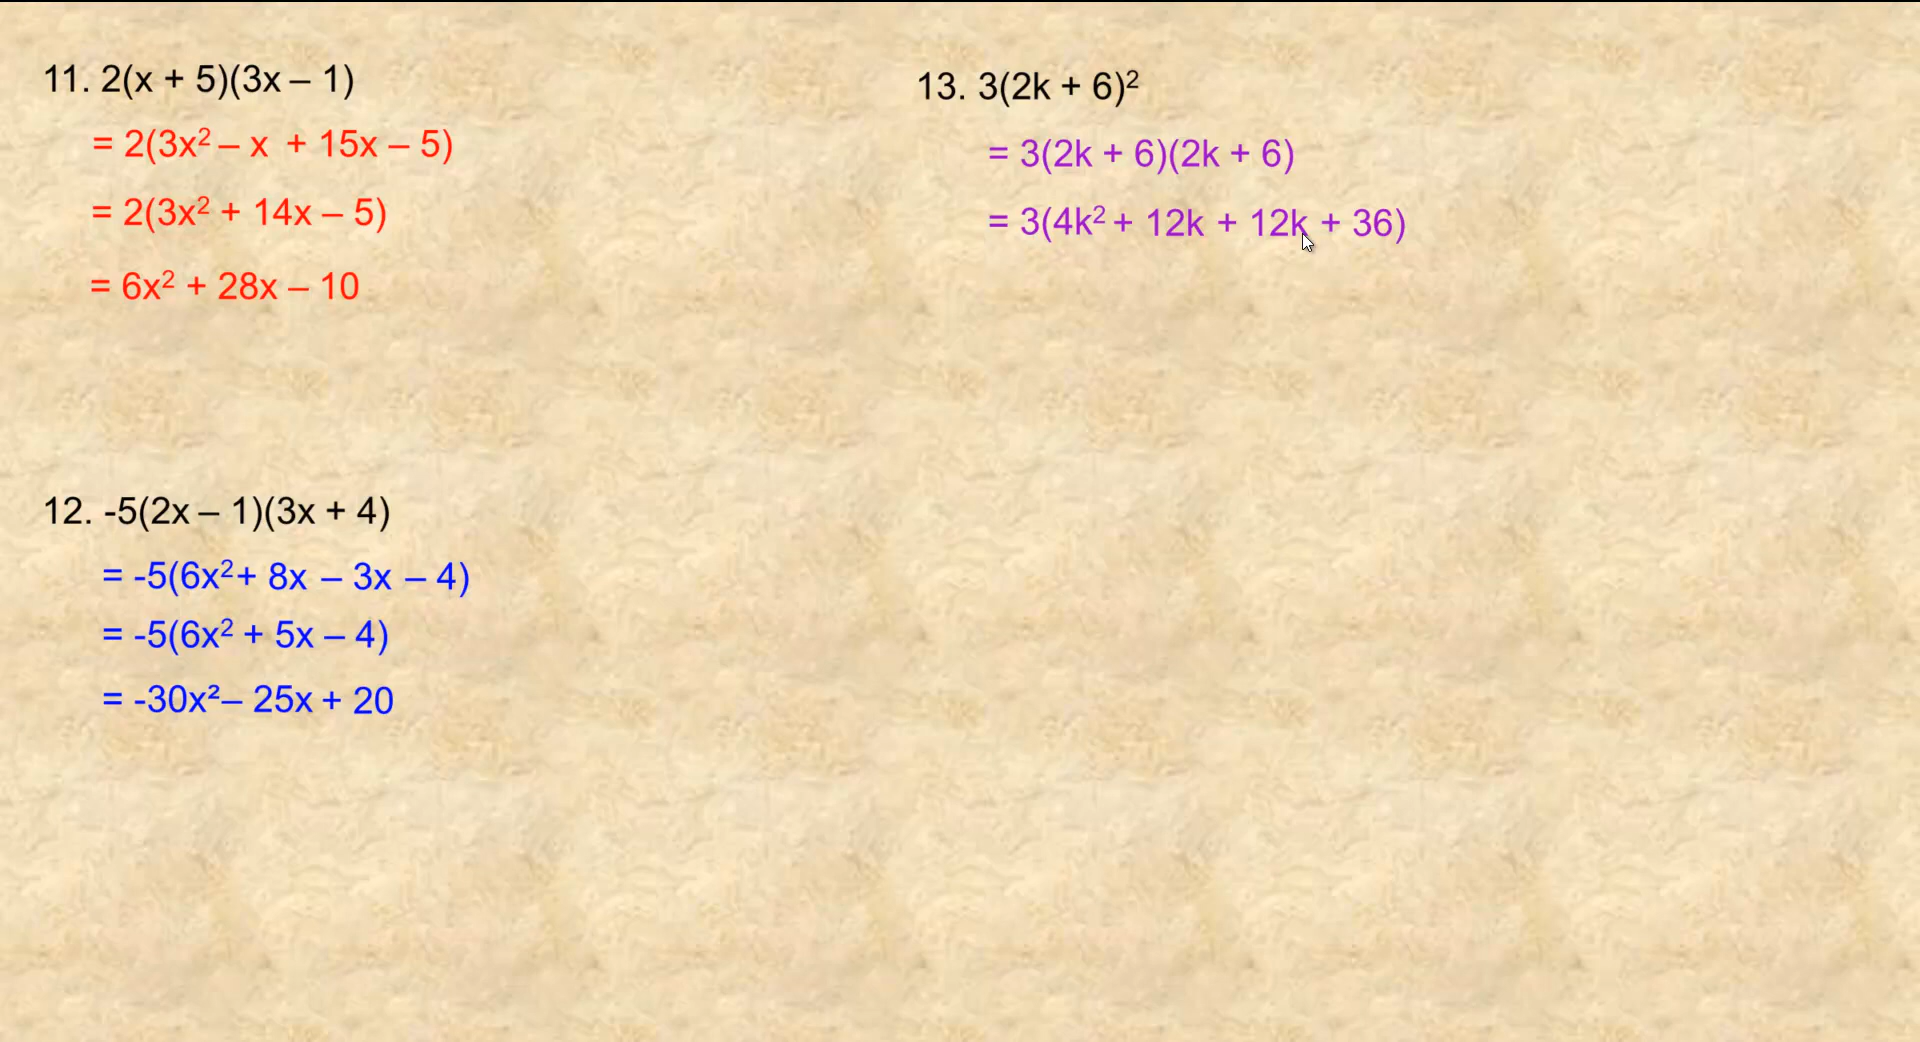 11. 2(x + 5)(3x – 1)
= 2(3x² – x + 15x – 5)
= 2(3x² + 14x – 5)
= 6x² + 28x – 10
12. -5(2x – 1)(3x + 4)
= -5(6x²+ 8x – 3x – 4)
= -5(6x² + 5x – 4)
= -30x²– 25x + 20
13. 3(2k + 6)²
= 3(2k + 6)(2k + 6)
= 3(4k² + 12k + 12k + 36)